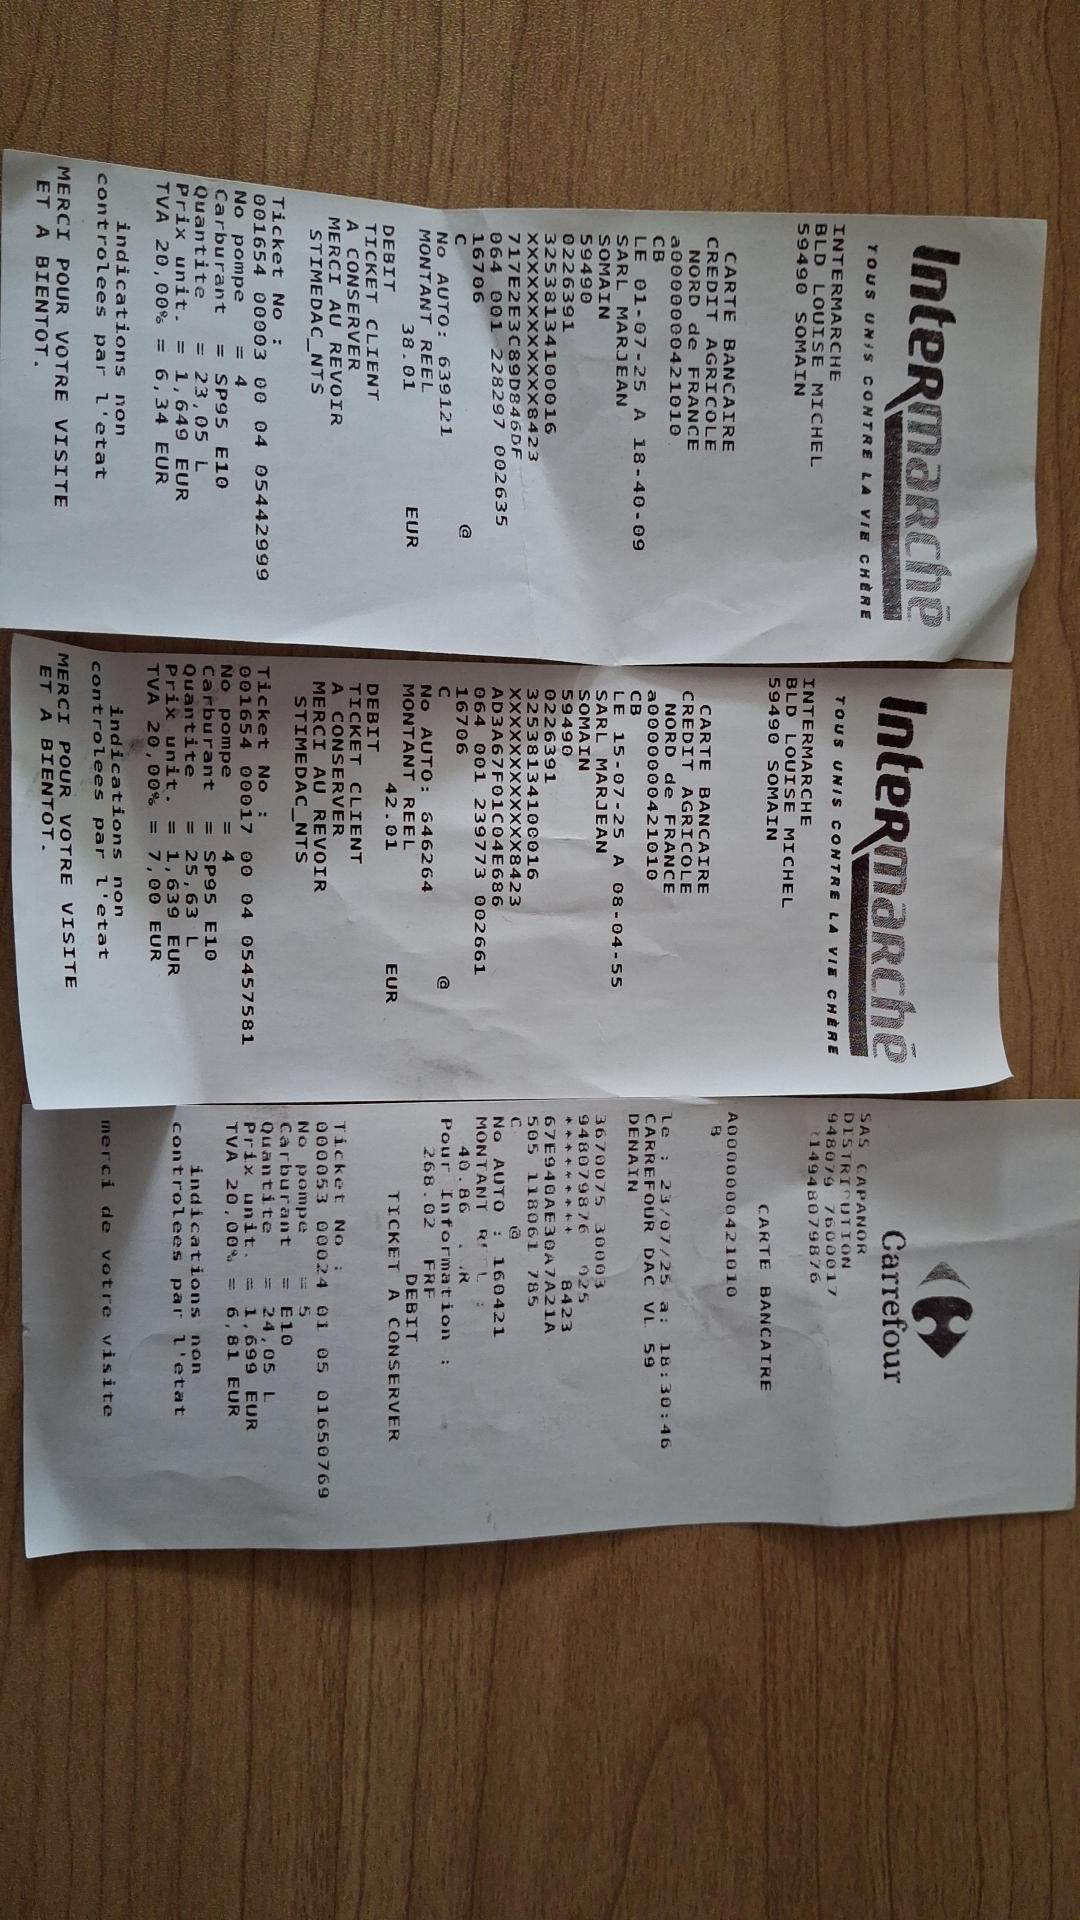 InterMarchē
TOUS UNIS CONTRE LA VIE CHÈRE
INTERMARCHE
BLD LOUISE MICHEL
59490 SOMAIN
CARTE BANCAIRE
CREDIT AGRICOLE
NORD de FRANCE
a0000000421010
CB
LE 01-07-25 A 18-40-09
SARL MARJEAN
SOMAIN
59490
0226391
32538134100016
XXXXXXXXXXXX8423
717E2E3C89D846DF
064 001 228297 002635
16706
C @
No AUTO: 639121
MONTANT REEL
38.01 EUR
DEBIT
TICKET CLIENT
A CONSERVER
MERCI AU REVOIR
STIMEDAC_NTS
Ticket No :
001654 00003 00 04 05442999
No pompe = 4
Carburant = SP95 E10
Quantite = 23,05 L
Prix unit. = 1,649 EUR
TVA 20,00% = 6,34 EUR
indications non
controlees par l'etat
MERCI POUR VOTRE VISITE
ET A BIENTOT.
InterMarchē
TOUS UNIS CONTRE LA VIE CHÈRE
INTERMARCHE
BLD LOUISE MICHEL
59490 SOMAIN
CARTE BANCAIRE
CREDIT AGRICOLE
NORD de FRANCE
a0000000421010
CB
LE 15-07-25 A 08-04-55
SARL MARJEAN
SOMAIN
59490
0226391
32538134100016
XXXXXXXXXXXX8423
AD3A67F01C04E686
064 001 239773 002661
16706
C @
No AUTO: 646264
MONTANT REEL
42.01 EUR
DEBIT
TICKET CLIENT
A CONSERVER
MERCI AU REVOIR
STIMEDAC_NTS
Ticket No :
001654 00017 00 04 05457581
No pompe = 4
Carburant = SP95 E10
Quantite = 25,63 L
Prix unit. = 1,639 EUR
TVA 20,00% = 7,00 EUR
indications non
controlees par l'etat
MERCI POUR VOTRE VISITE
ET A BIENTOT.
Carrefour
SAS CAPANOR
948079 7600017
14948079876
CARTE BANCAIRE
A0000000421010
B
le : 23/07/25 a: 18:30:46
CARREFOUR DAC VL 59
DENAIN
3670075 30003
948079876 025
******** 8423
67E940AE30A7A21A
505 118061 785
C @
No AUTO : 160421
MONTANT :
40.86
Pour Information :
268.02 FRF
DEBIT
TICKET A CONSERVER
Ticket No :
000053 00024 01 05 01650769
No pompe = 5
Carburant = E10
Quantite = 24,05 L
Prix unit. = 1,699 EUR
TVA 20,00% = 6,81 EUR
indications non
controlees par l'etat
merci de votre visite